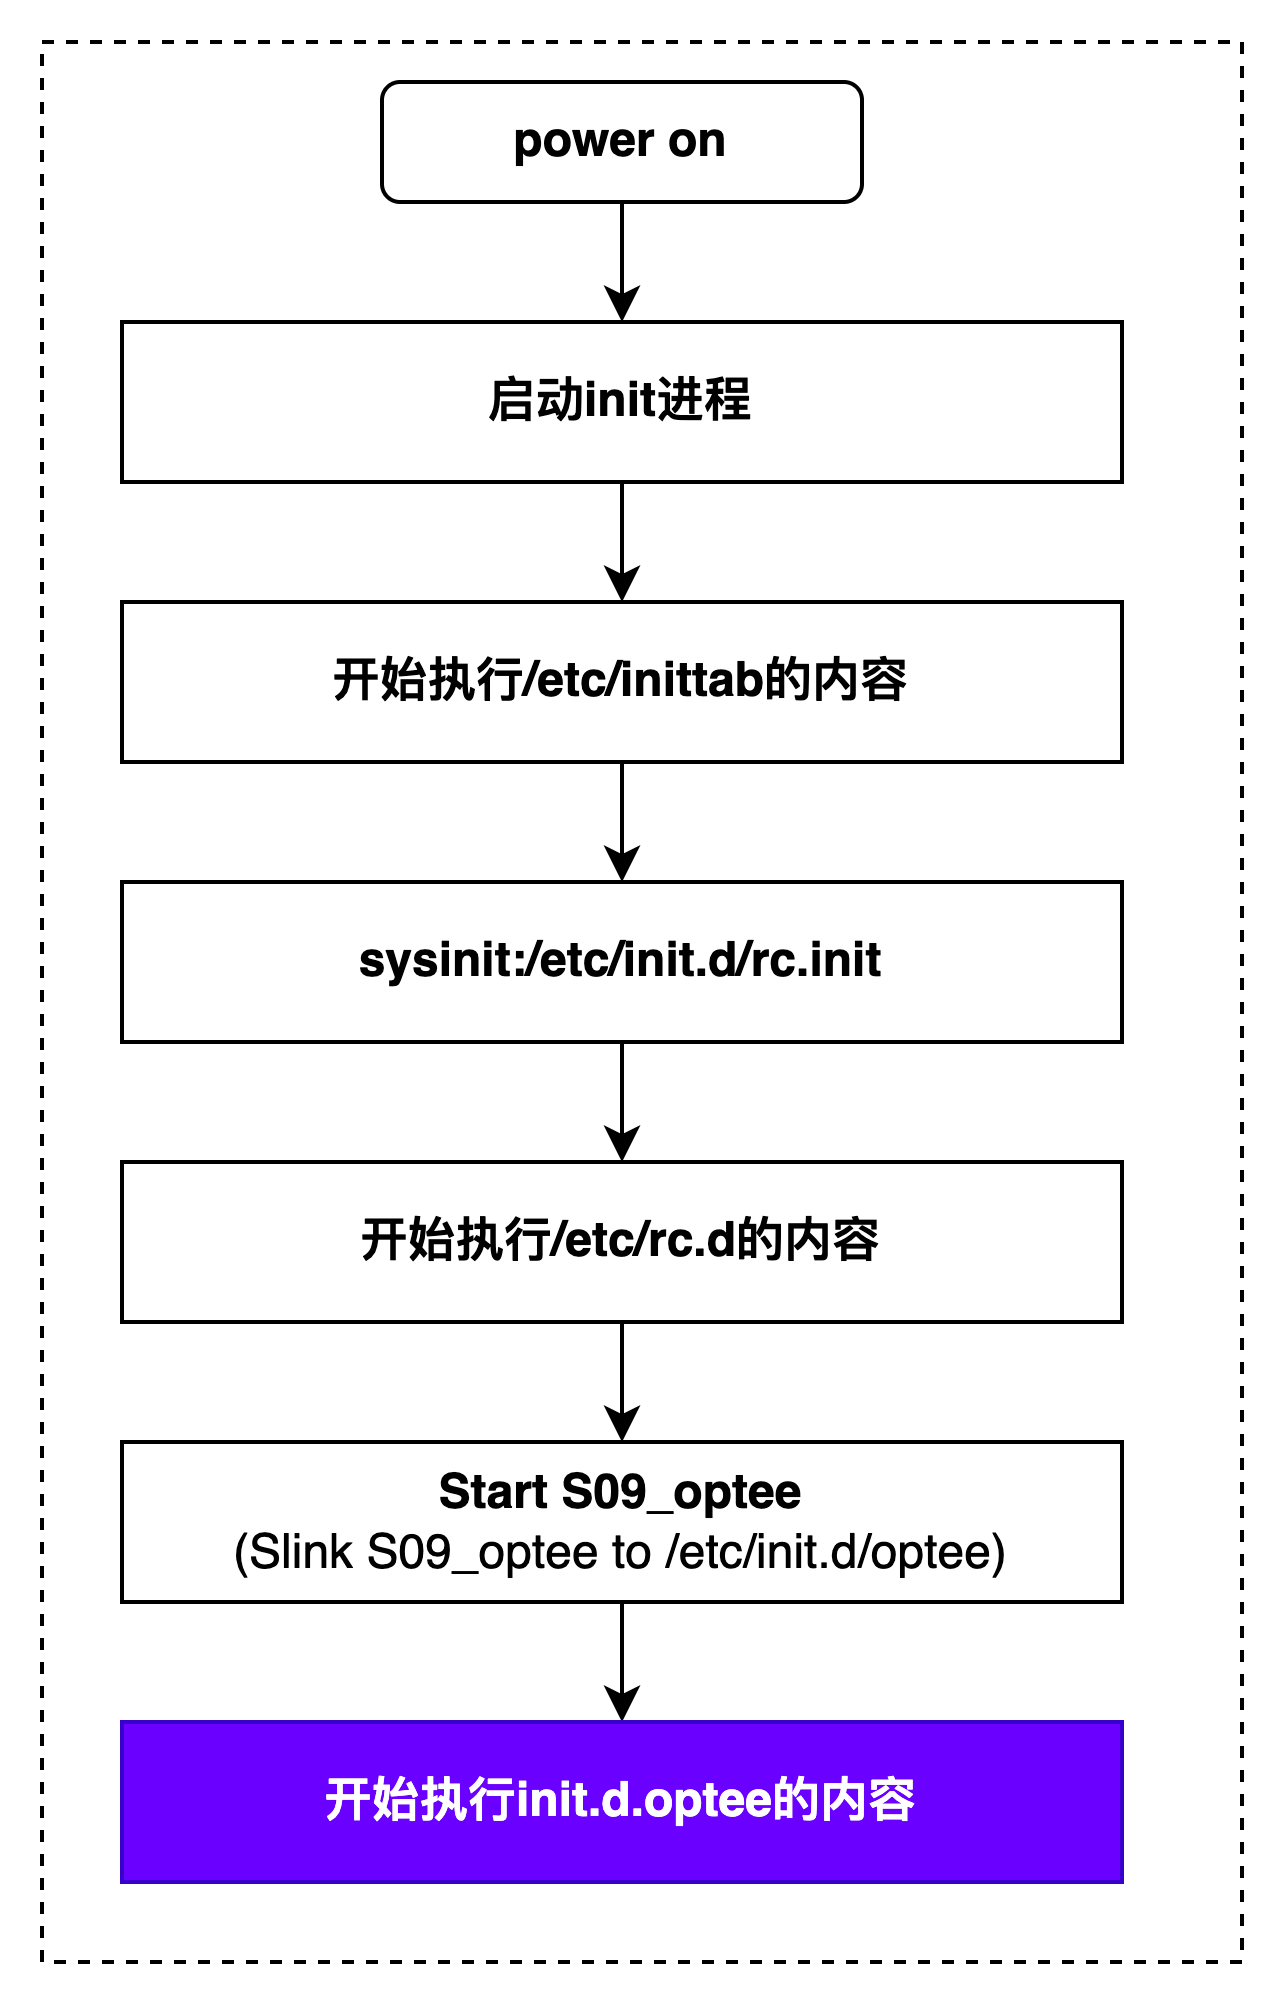 power on
启动init进程
开始执行/etc/inittab的内容
sysinit:/etc/init.d/rc.init
开始执行/etc/rc.d的内容
Start S09_optee
(Slink S09_optee to /etc/init.d/optee)
开始执行init.d.optee的内容